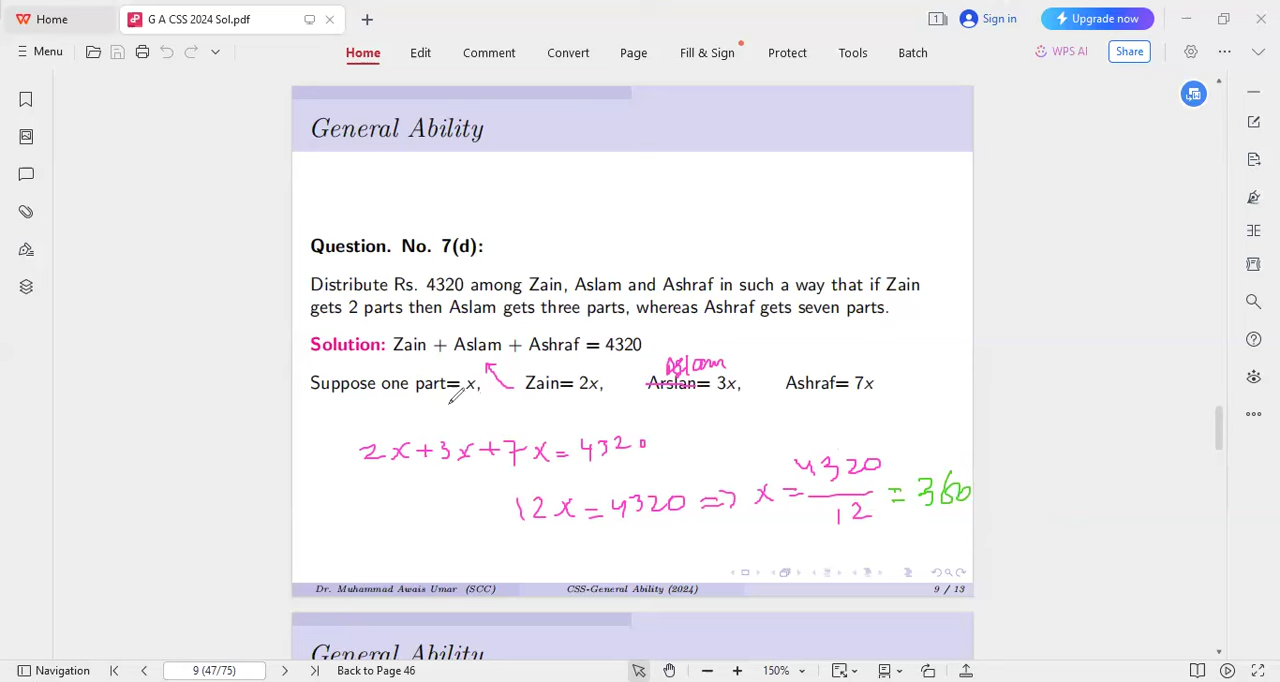 Home
G A CSS 2024 Sol.pdf
1
Sign in
Upgrade now
Menu
Home Edit Comment Convert Page Fill & Sign Protect Tools Batch
WPS AI
Share
General Ability
Question. No. 7(d):
Distribute Rs. 4320 among Zain, Aslam and Ashraf in such a way that if Zain
gets 2 parts then Aslam gets three parts, whereas Ashraf gets seven parts.
Solution: Zain + Aslam + Ashraf = 4320
Aslam
Suppose one part= x, Zain= 2x, Arslan= 3x, Ashraf= 7x
2x+3x+7x=4320
12x=4320 => x = 4320/12 = 360
Dr. Muhammad Awais Umar (SCC) CSS-General Ability (2024) 9 / 13
General Ability
Navigation 9 (47/75) Back to Page 46 150%